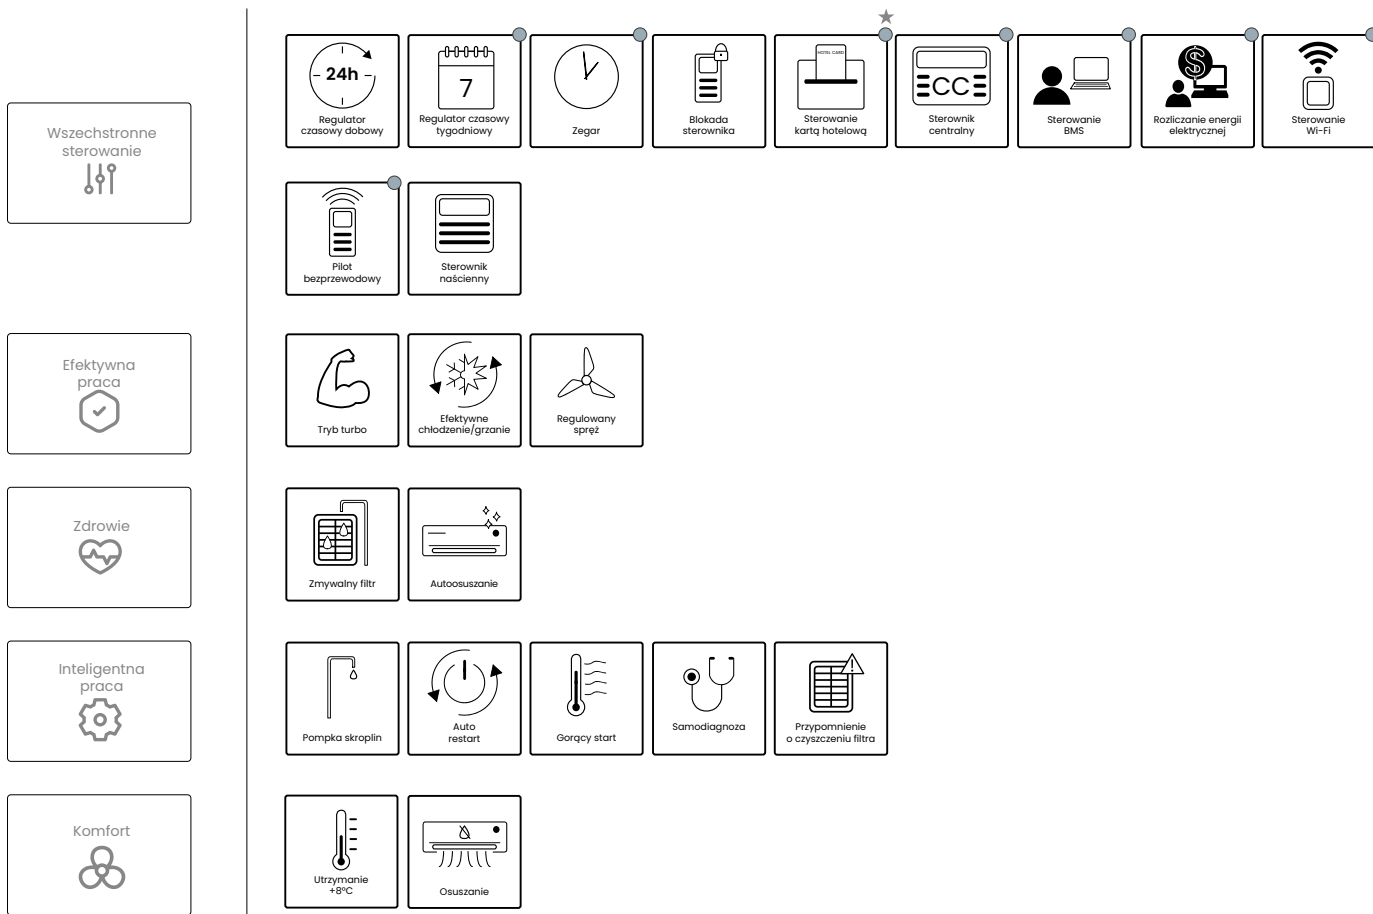 Wszechstronne
sterowanie
24h
Regulator
czasowy dobowy
7
Regulator czasowy
tygodniowy
Zegar
Blokada
sterownika
HOTEL CARD
Sterowanie
kartą hotelową
CC
Sterownik
centralny
Sterowanie
BMS
$
Rozliczanie energii
elektrycznej
Sterowanie
Wi-Fi
Pilot
bezprzewodowy
Sterownik
naścienny
Efektywna
praca
Tryb turbo
Efektywne
chłodzenie/grzanie
Regulowany
spręż
Zdrowie
Zmywalny filtr
Autoosuszanie
Inteligentna
praca
Pompka skroplin
Auto
restart
Gorący start
Samodiagnoza
Przypomnienie
o czyszczeniu filtra
Komfort
Utrzymanie
+8°C
Osuszanie